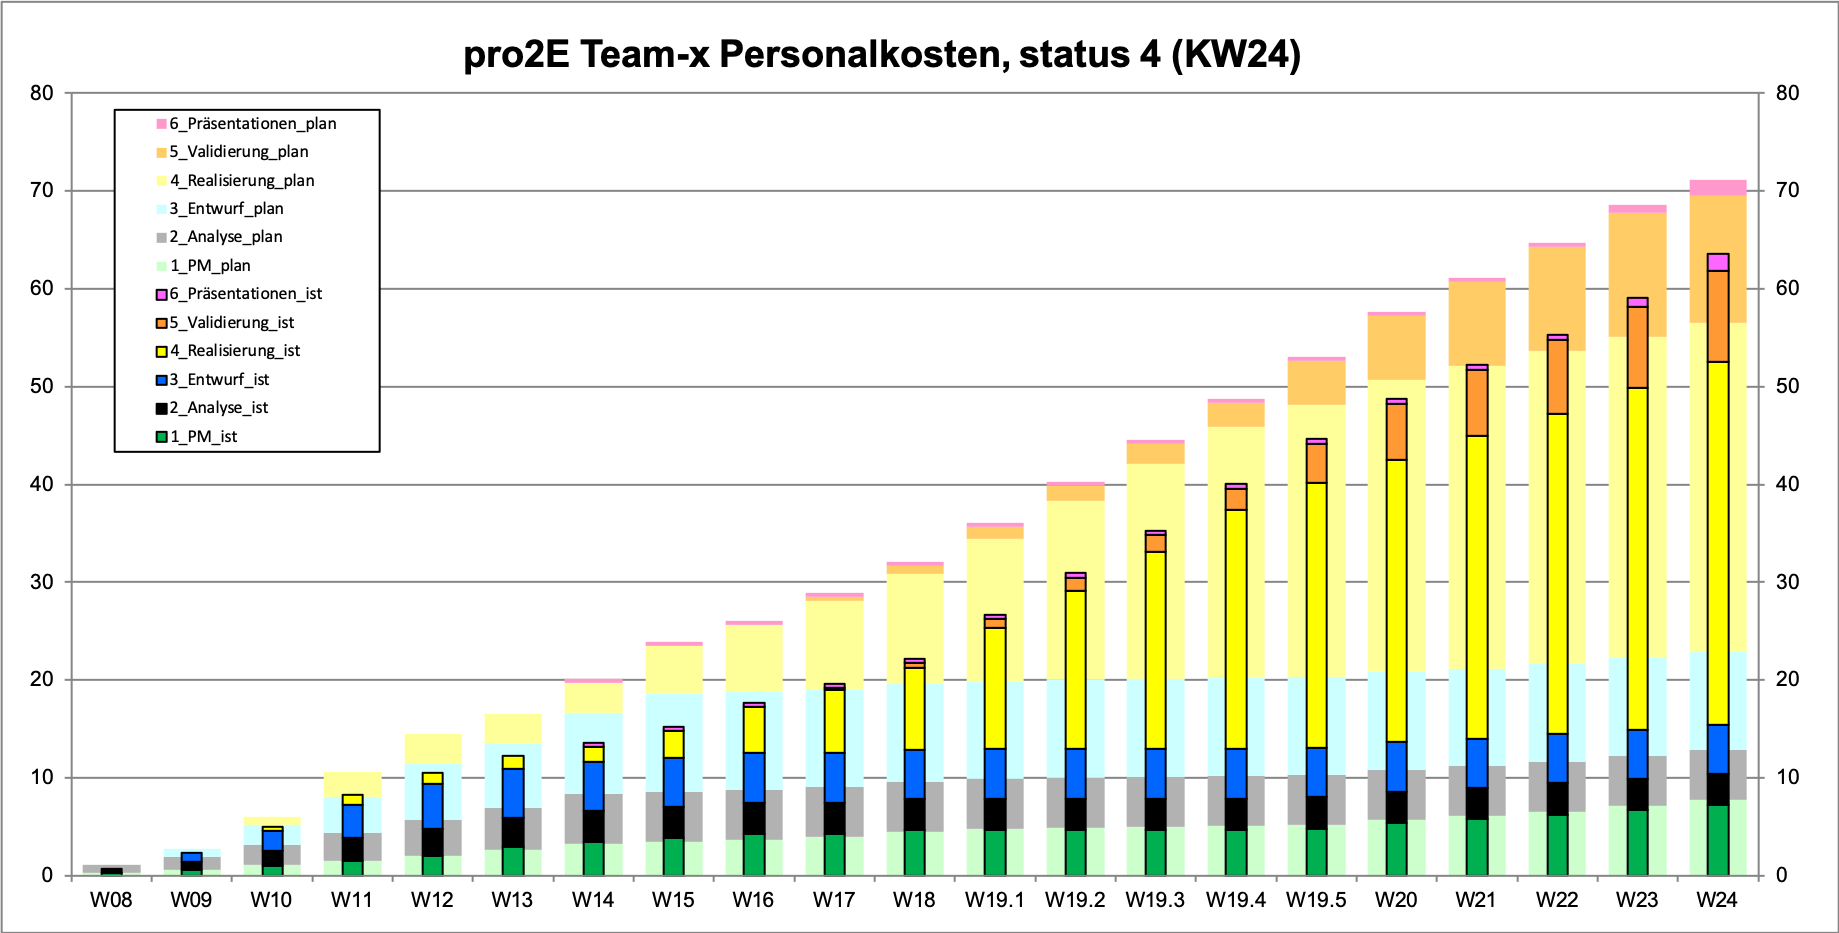 pro2E Team-x Personalkosten, status 4 (KW24)
80 80
6_Präsentationen_plan
5_Validierung_plan
4_Realisierung_plan
3_Entwurf_plan
2_Analyse_plan
1_PM_plan
6_Präsentationen_ist
5_Validierung_ist
4_Realisierung_ist
3_Entwurf_ist
2_Analyse_ist
1_PM_ist
70 70
60 60
50 50
40 40
30 30
20 20
10 10
0 0
W08 W09 W10 W11 W12 W13 W14 W15 W16 W17 W18 W19.1 W19.2 W19.3 W19.4 W19.5 W20 W21 W22 W23 W24